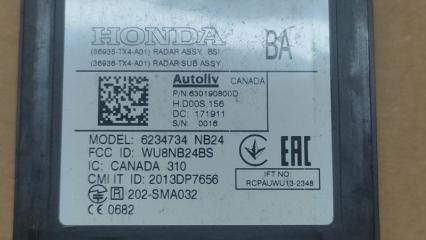 HONDA BA
(36935-TX4-A01) RADAR ASSY, BSI
(36936-TX4-A01) RADAR SUB ASSY
Autoliv CANADA
P/N:630190800D
H.D00S.156
DC: 171911
S/N: 0016
MODEL: 6234734 NB24
FCC ID: WU8NB24BS
IC: CANADA 310
CMI IT ID: 2013DP7656
R 202-SMA032
CE 0682
EAC
IFT NO:
RCPAUWU13-2348